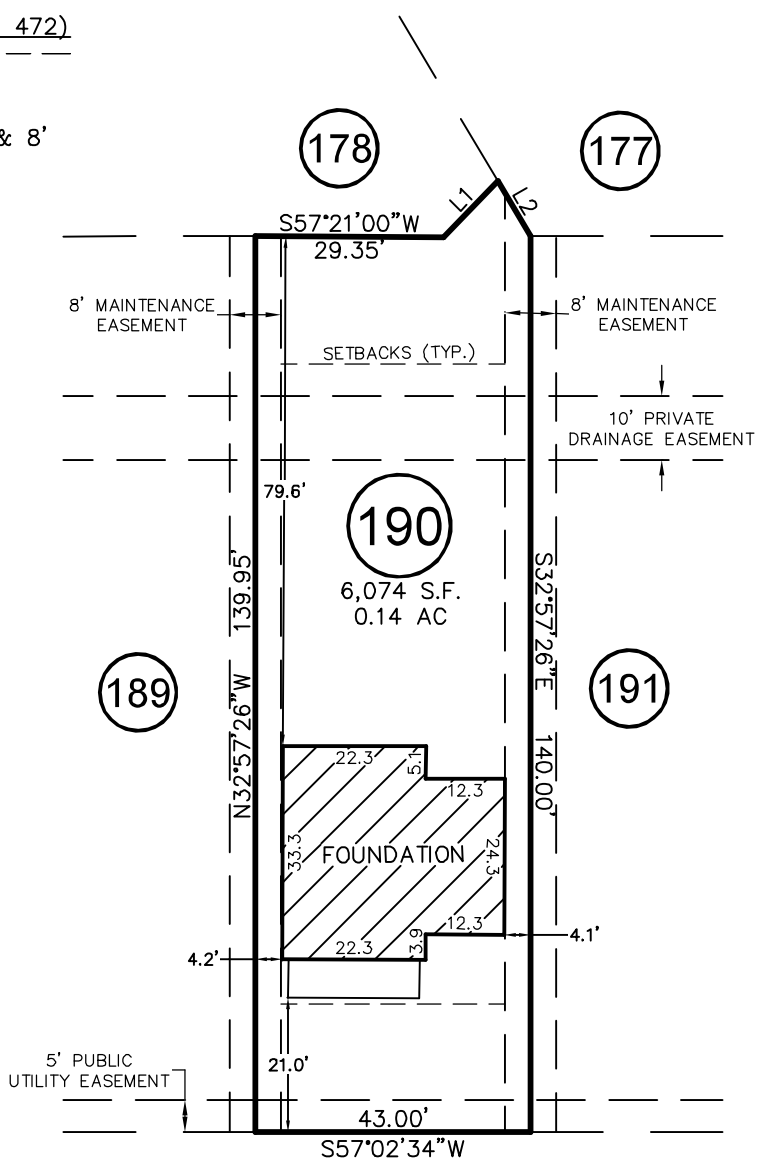 472)
& 8'
178
177
L1
L2
S57°21'00"W
29.35'
8' MAINTENANCE
EASEMENT
8' MAINTENANCE
EASEMENT
SETBACKS (TYP.)
10' PRIVATE
DRAINAGE EASEMENT
79.6'
190
6,074 S.F.
0.14 AC
N32°57'26"W 139.95'
S32°57'26"E 140.00'
189
191
22.3
5.1
12.3
33.3
FOUNDATION
24.3
12.3
22.3
3.9
4.1'
4.2'
21.0'
5' PUBLIC
UTILITY EASEMENT
43.00'
S57°02'34"W